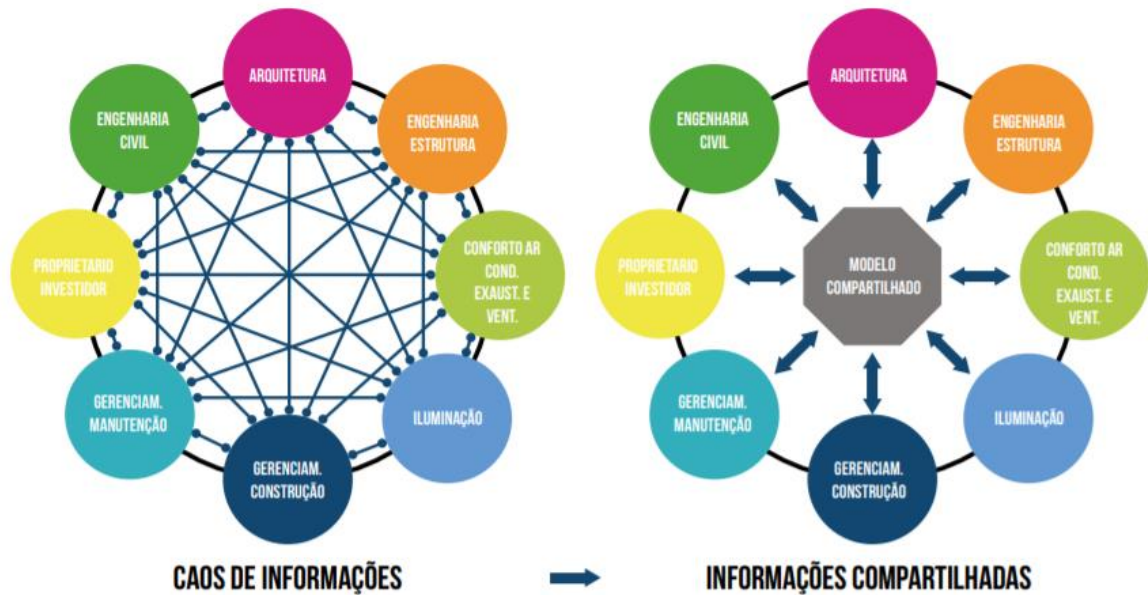 ARQUITETURA
ENGENHARIA
CIVIL
ENGENHARIA
ESTRUTURA
PROPRIETARIO
INVESTIDOR
CONFORTO AR
COND.
EXAUST. E
VENT.
GERENCIAM.
MANUTENÇÃO
ILUMINAÇÃO
GERENCIAM.
CONSTRUÇÃO
CAOS DE INFORMAÇÕES
ARQUITETURA
ENGENHARIA
CIVIL
ENGENHARIA
ESTRUTURA
PROPRIETARIO
INVESTIDOR
MODELO
COMPARTILHADO
CONFORTO AR
COND.
EXAUST. E
VENT.
GERENCIAM.
MANUTENÇÃO
ILUMINAÇÃO
GERENCIAM.
CONSTRUÇÃO
INFORMAÇÕES COMPARTILHADAS